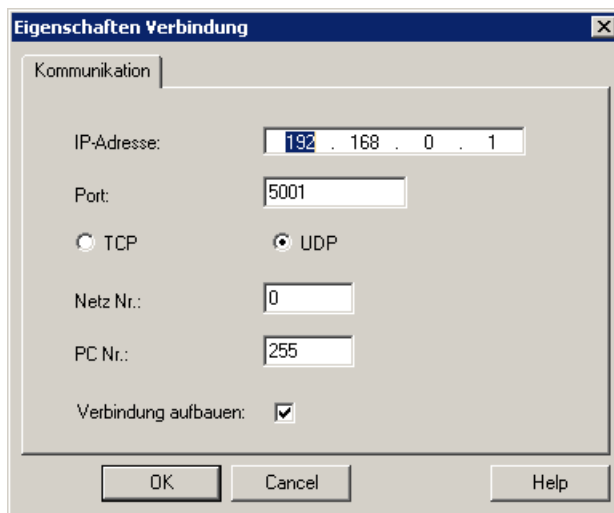 Eigenschaften Verbindung
Kommunikation
IP-Adresse: 192 . 168 . 0 . 1
Port: 5001
TCP UDP
Netz Nr.: 0
PC Nr.: 255
Verbindung aufbauen:
OK Cancel Help